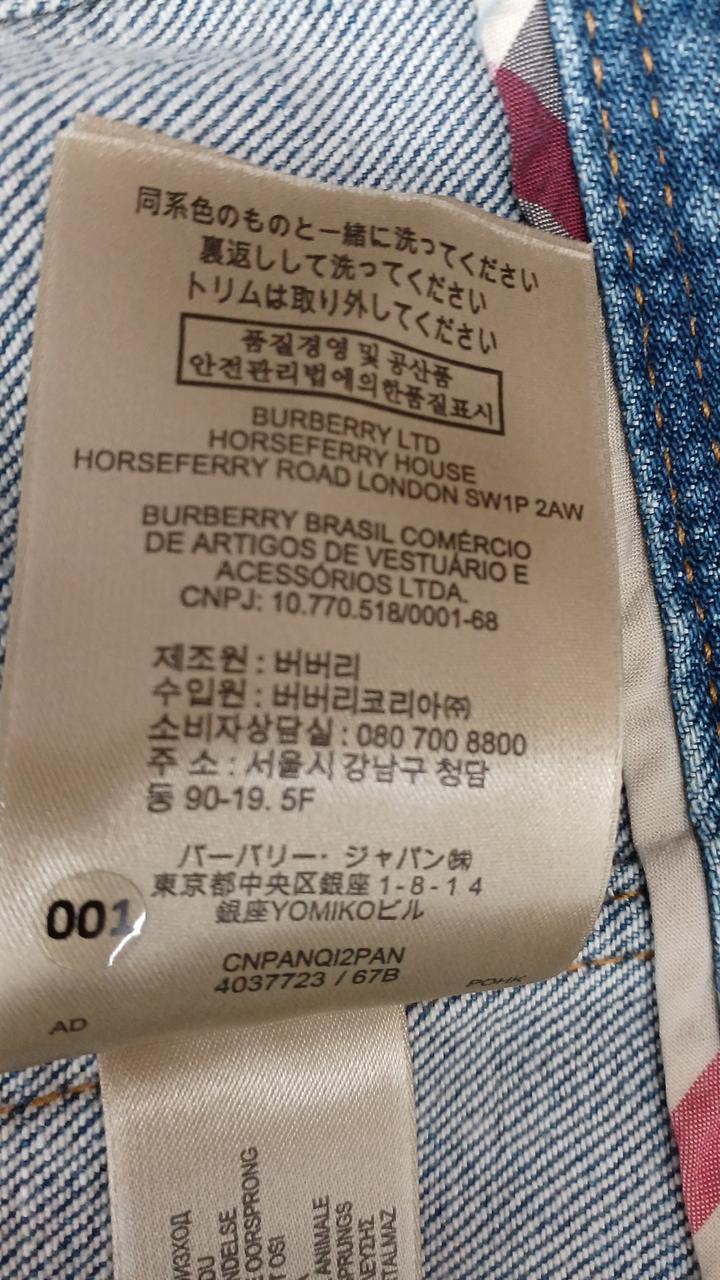 同系色のものと一緒に洗ってください
裏返しして洗ってください
トリムは取り外してください
품질경영 및 공산품
안전관리법에의한품질표시
BURBERRY LTD
HORSEFERRY HOUSE
HORSEFERRY ROAD LONDON SW1P 2AW
BURBERRY BRASIL COMÉRCIO
DE ARTIGOS DE VESTUÁRIO E
ACESSÓRIOS LTDA.
CNPJ: 10.770.518/0001-68
제조원 : 버버리
수입원 : 버버리코리아㈜
소비자상담실 : 080 700 8800
주 소 : 서울시 강남구 청담
동 90-19. 5F
バーバリー・ジャパン㈱
東京都中央区銀座 1-8-14
銀座YOMIKOビル
001
CNPANQI2PAN
4037723 / 67B
POHK
AD
OORSPRONG
ANIMALE